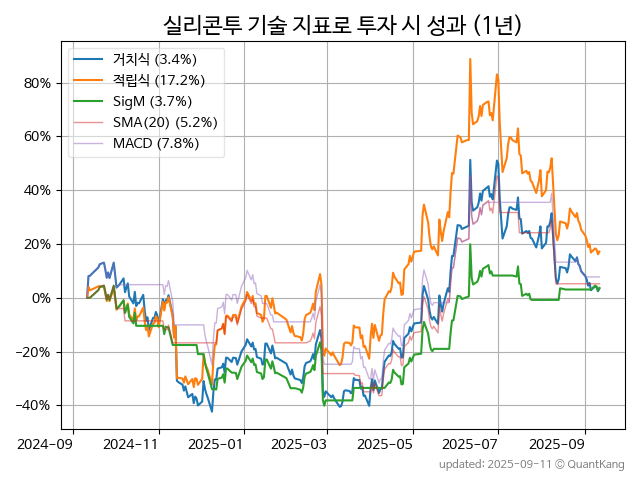 실리콘투 기술 지표로 투자 시 성과 (1년)
거치식 (3.4%)
적립식 (17.2%)
SigM (3.7%)
SMA(20) (5.2%)
MACD (7.8%)
80%
60%
40%
20%
0%
−20%
−40%
2024-09
2024-11
2025-01
2025-03
2025-05
2025-07
2025-09
updated: 2025-09-11 ⓒ QuantKang